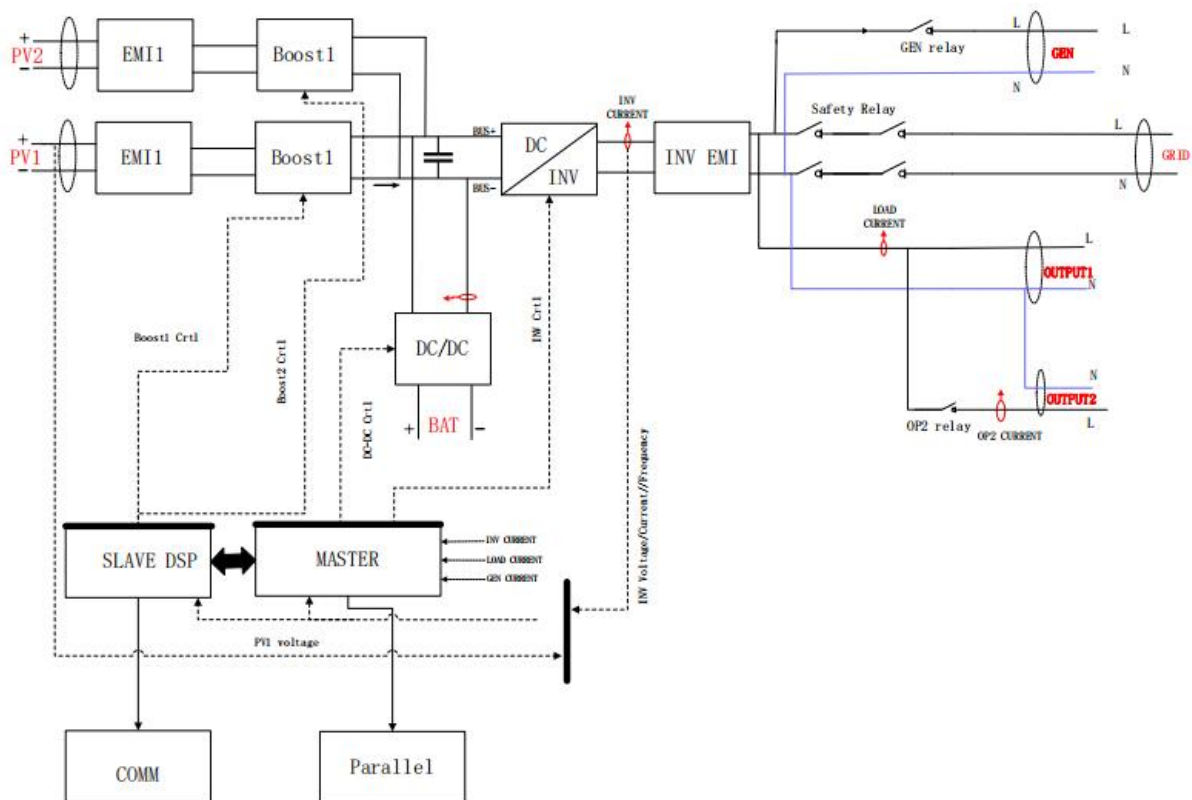 +
PV2
-
EMI1
Boost1
GEN relay
L
L
GEN
N
N
+
PV1
-
EMI1
Boost1
BUS+
BUS-
DC
INV
INV
CURRENT
INV EMI
Safety Relay
L
GRID
N
LOAD
CURRENT
L
OUTPUT1
N
N
OUTPUT2
L
OP2 relay
OP2 CURRENT
DC/DC
+
BAT
-
Boost1 Crtl
Boost2 Crtl
DC-DC Crtl
INV Crtl
INV Voltage/Current//Frequency
SLAVE DSP
MASTER
INV CURRENT
LOAD CURRENT
GEN CURRENT
PV1 voltage
COMM
Parallel